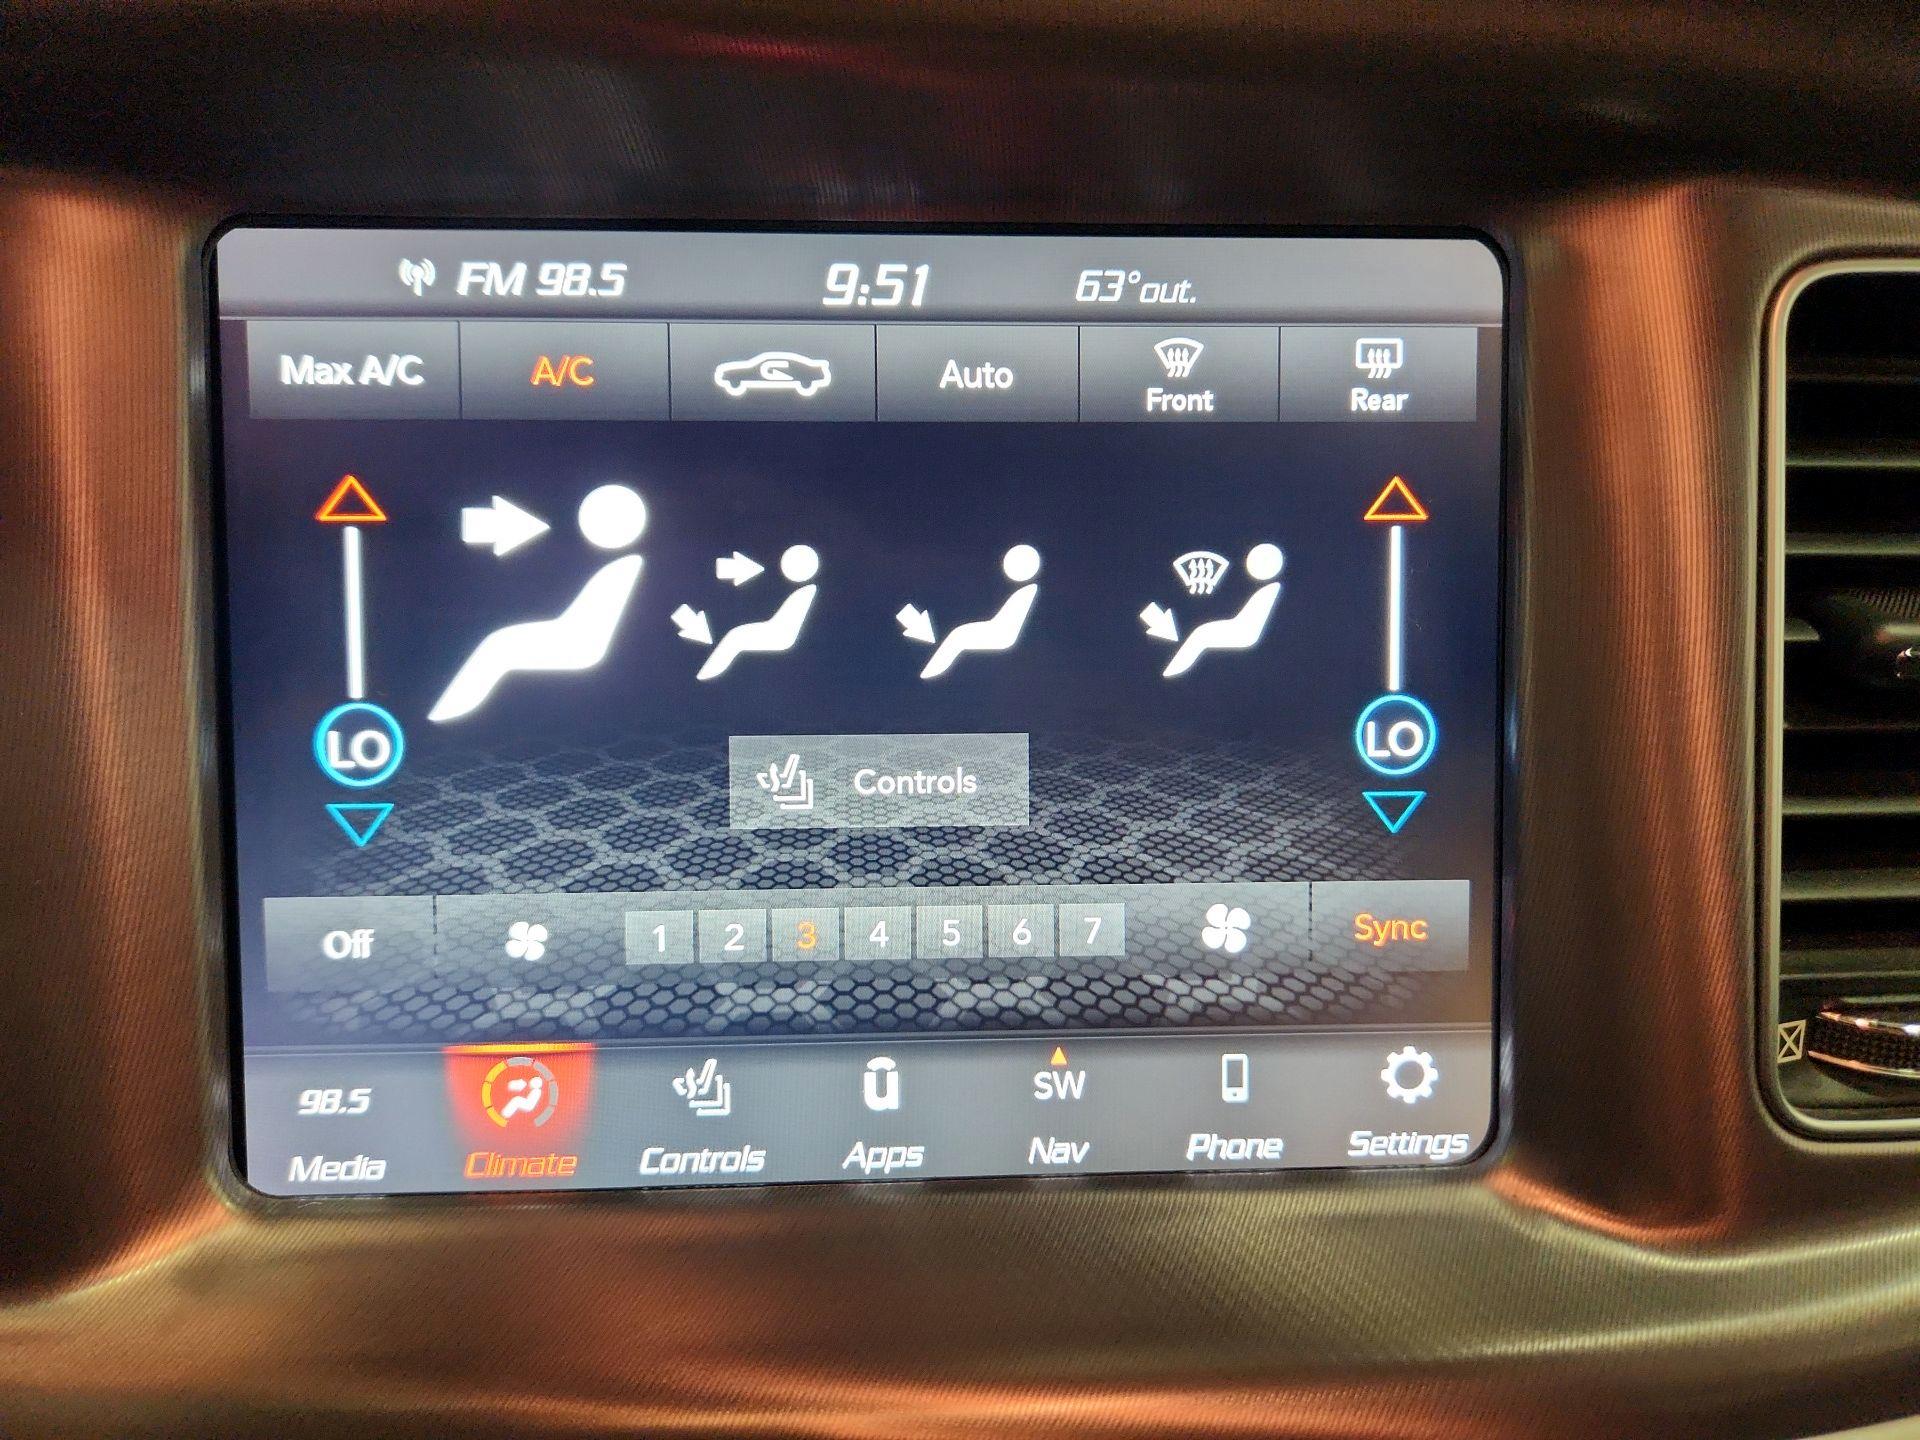 FM 98.5 9:51 63°out.
Max A/C A/C Auto Front Rear
LO LO
Controls
Off 1 2 3 4 5 6 7 Sync
98.5 SW
Media Climate Controls Apps Nav Phone Settings